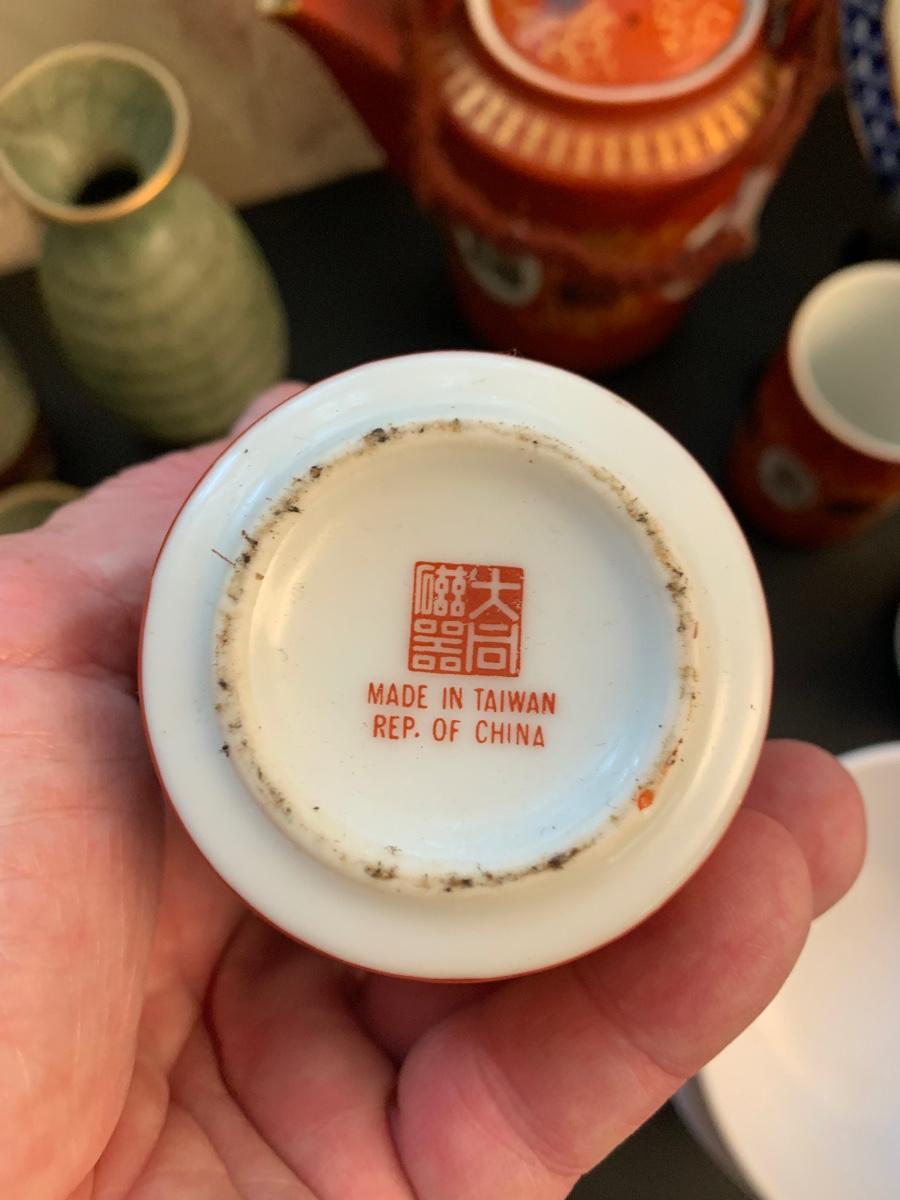 大同
磁器
MADE IN TAIWAN
REP. OF CHINA